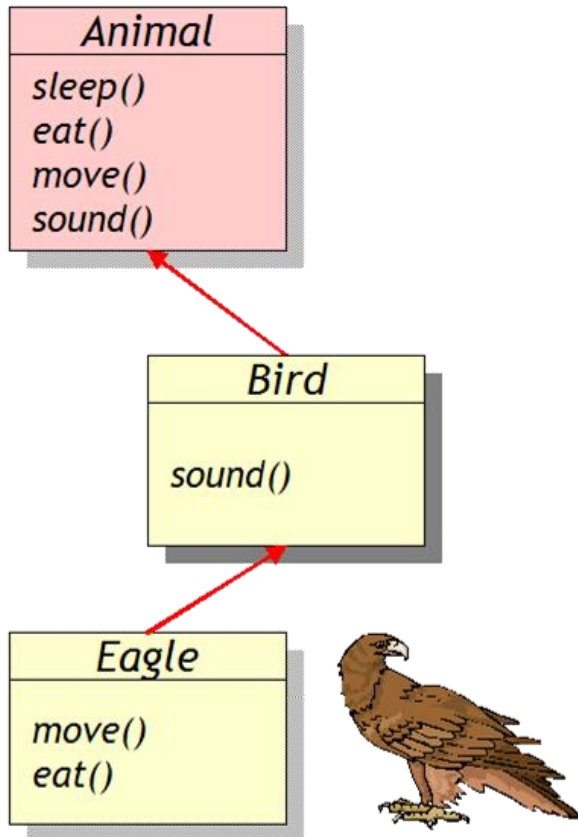 Animal
sleep()
eat()
move()
sound()
Bird
sound()
Eagle
move()
eat()